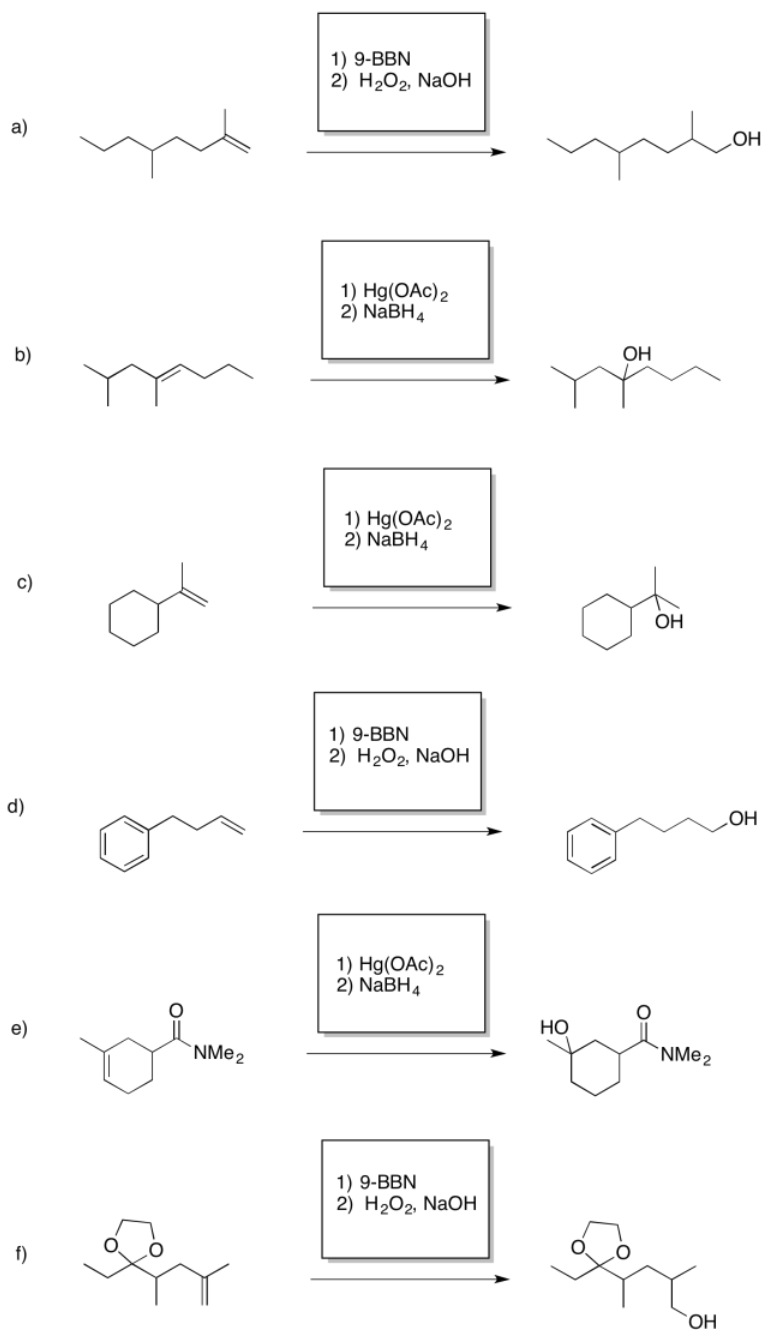 1) 9-BBN
2) H₂O₂, NaOH
a)
OH
1) Hg(OAc)₂
2) NaBH₄
b)
OH
1) Hg(OAc)₂
2) NaBH₄
c)
OH
1) 9-BBN
2) H₂O₂, NaOH
d)
OH
1) Hg(OAc)₂
2) NaBH₄
e)
O
NMe₂
HO
O
NMe₂
1) 9-BBN
2) H₂O₂, NaOH
f)
O
O
O
O
OH